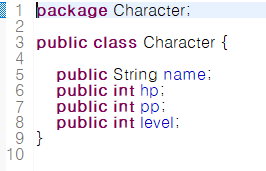 1 package Character;
2
3 public class Character {
4
5 public String name;
6 public int hp;
7 public int pp;
8 public int level;
9 }
10